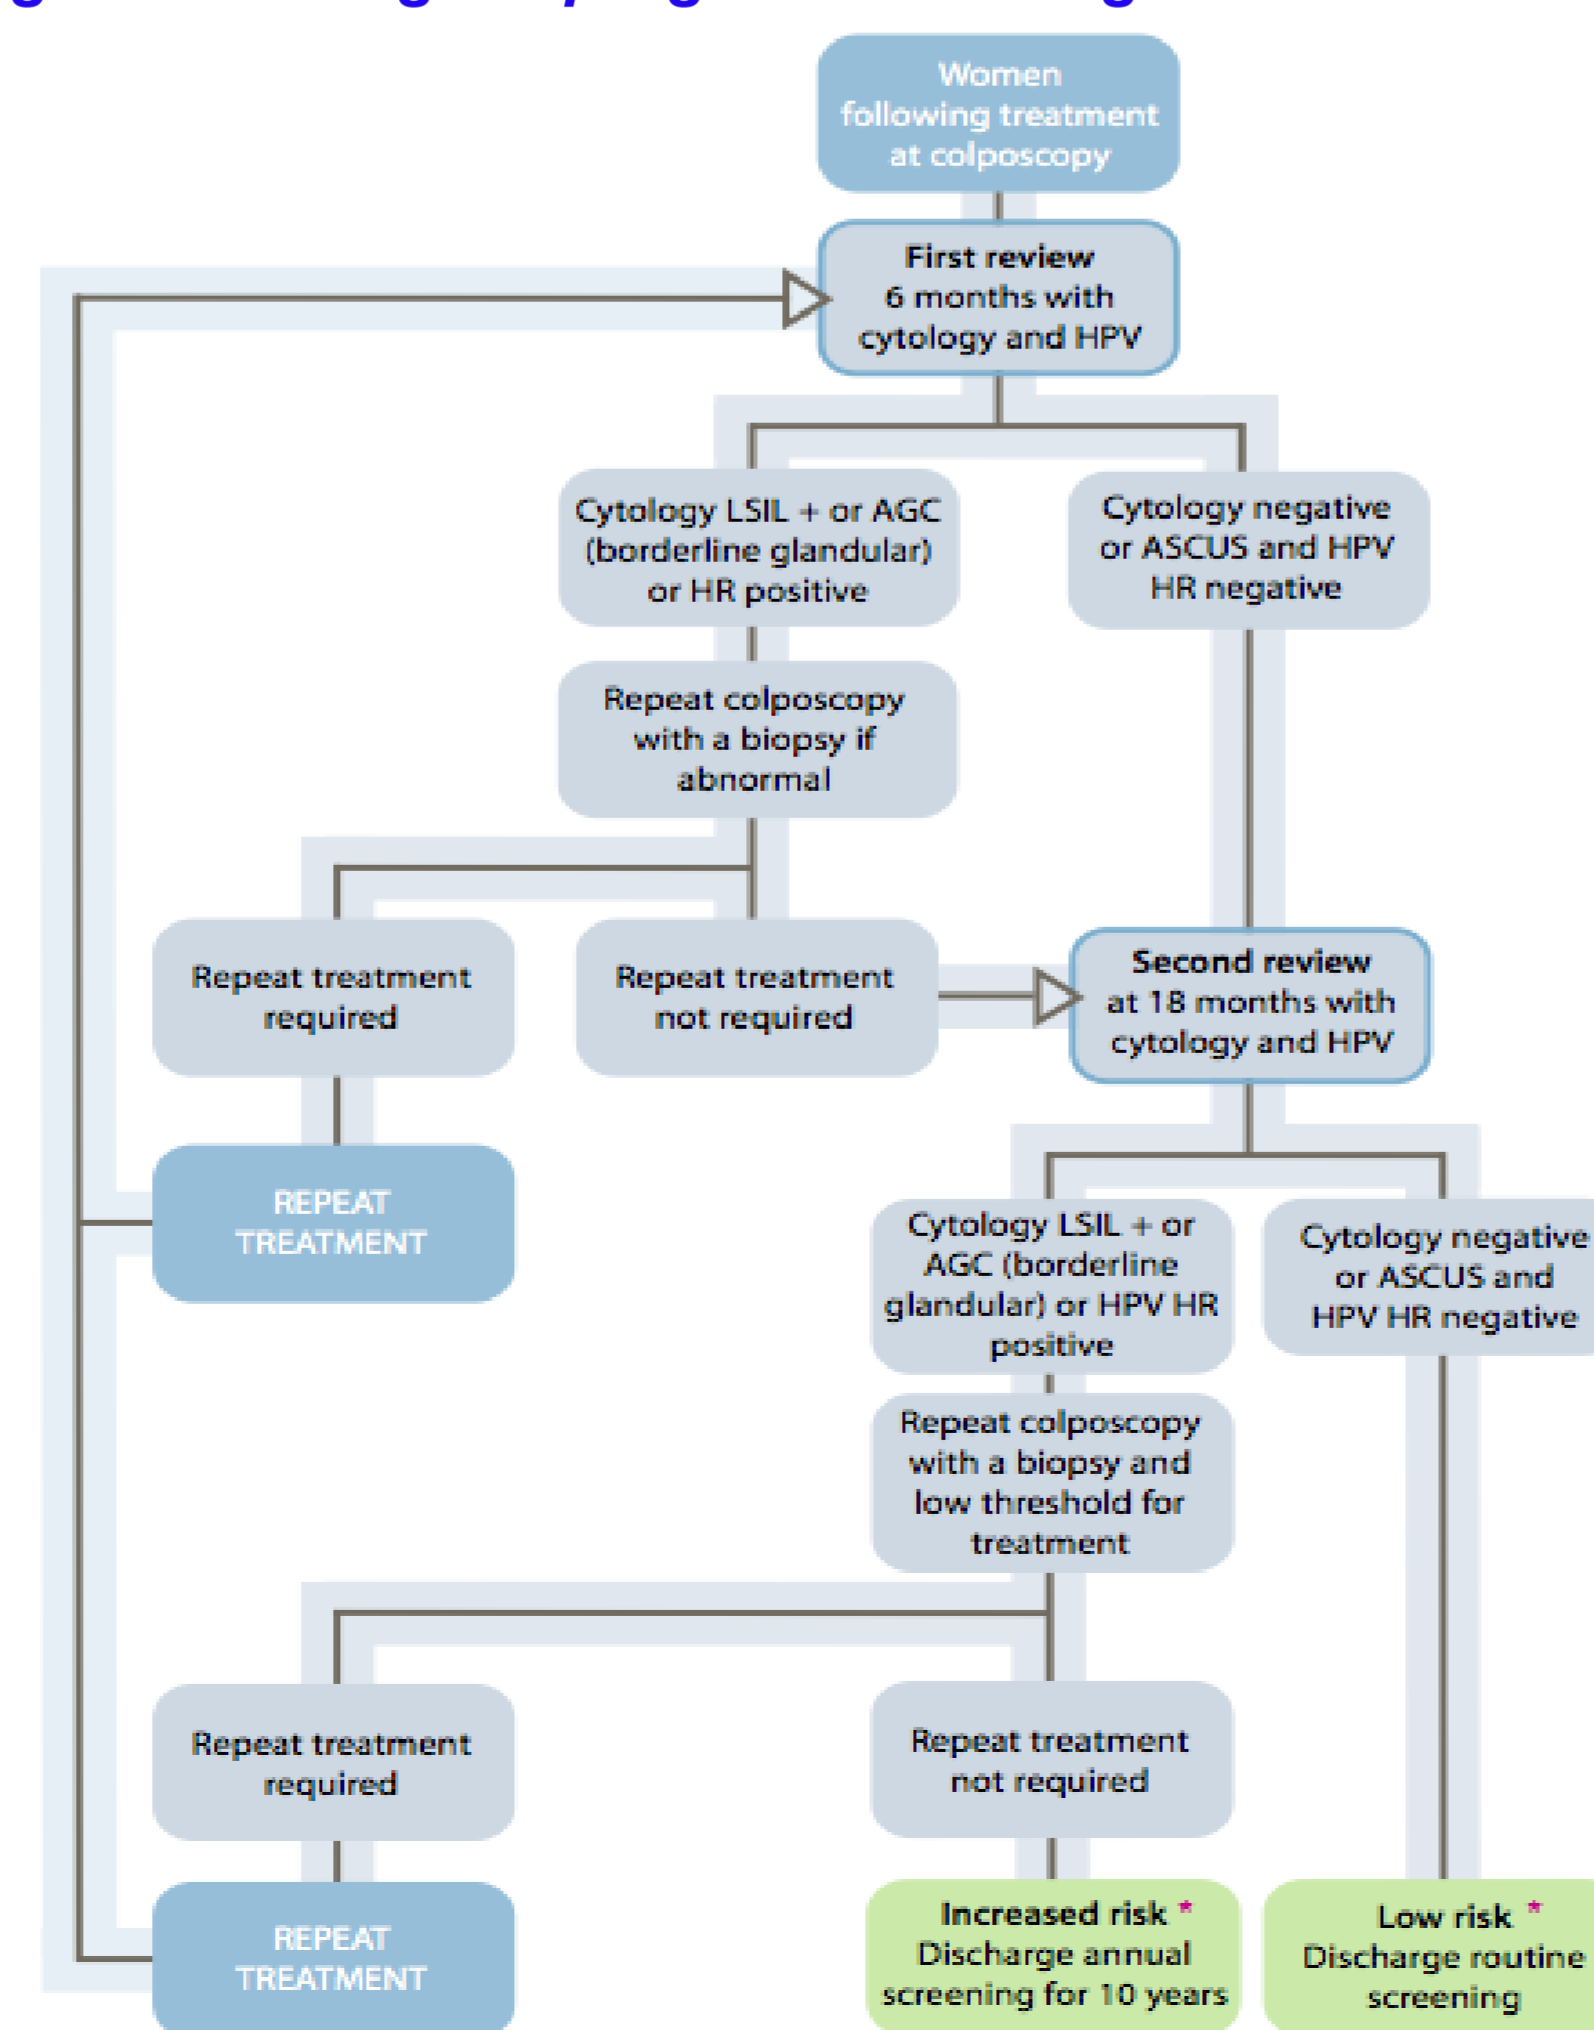 Women
following treatment
at colposcopy
First review
6 months with
cytology and HPV
Cytology LSIL + or AGC
(borderline glandular)
or HR positive
Cytology negative
or ASCUS and HPV
HR negative
Repeat colposcopy
with a biopsy if
abnormal
Repeat treatment
required
Repeat treatment
not required
Second review
at 18 months with
cytology and HPV
REPEAT
TREATMENT
Cytology LSIL + or
AGC (borderline
glandular) or HPV HR
positive
Cytology negative
or ASCUS and
HPV HR negative
Repeat colposcopy
with a biopsy and
low threshold for
treatment
Repeat treatment
required
Repeat treatment
not required
REPEAT
TREATMENT
Increased risk *
Discharge annual
screening for 10 years
Low risk *
Discharge routine
screening